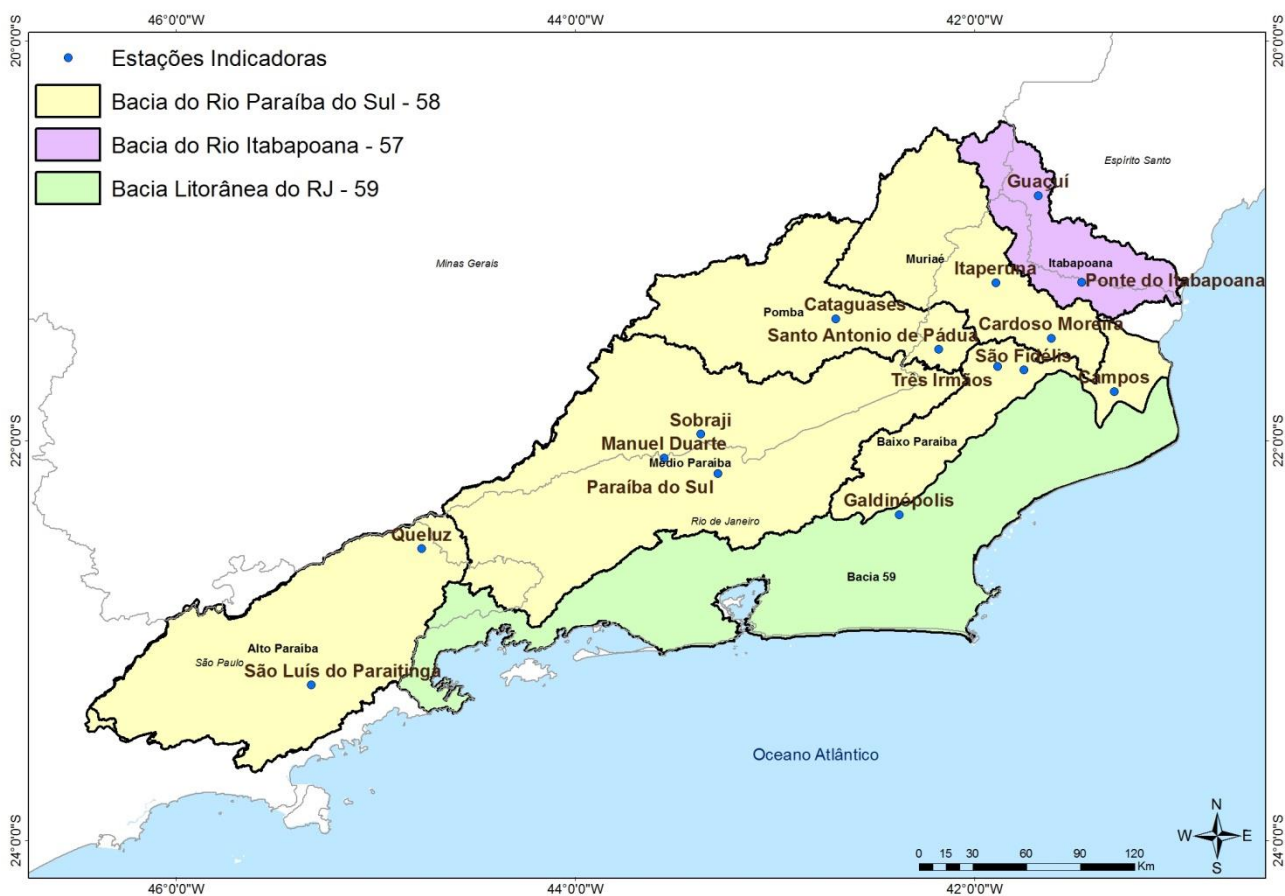 46°0'0"W
44°0'0"W
42°0'0"W
20°0'0"S
20°0'0"S
Estações Indicadoras
Bacia do Rio Paraíba do Sul - 58
Bacia do Rio Itabapoana - 57
Bacia Litorânea do RJ - 59
Espírito Santo
Guaçuí
Minas Gerais
Muriaé
Itabapoana
Itaperuna
Ponte do Itabapoana
Pomba
Cataguases
Cardoso Moreira
Santo Antonio de Pádua
São Fidélis
Três Irmãos
Campos
Sobraji
22°0'0"S
22°0'0"S
Manuel Duarte
Baixo Paraíba
Médio Paraíba
Paraíba do Sul
Galdinópolis
Rio de Janeiro
Queluz
Bacia 59
Alto Paraíba
São Paulo
São Luís do Paraitinga
Oceano Atlântico
N
W
E
S
24°0'0"S
24°0'0"S
0 15 30 60 90 120
Km
46°0'0"W
44°0'0"W
42°0'0"W